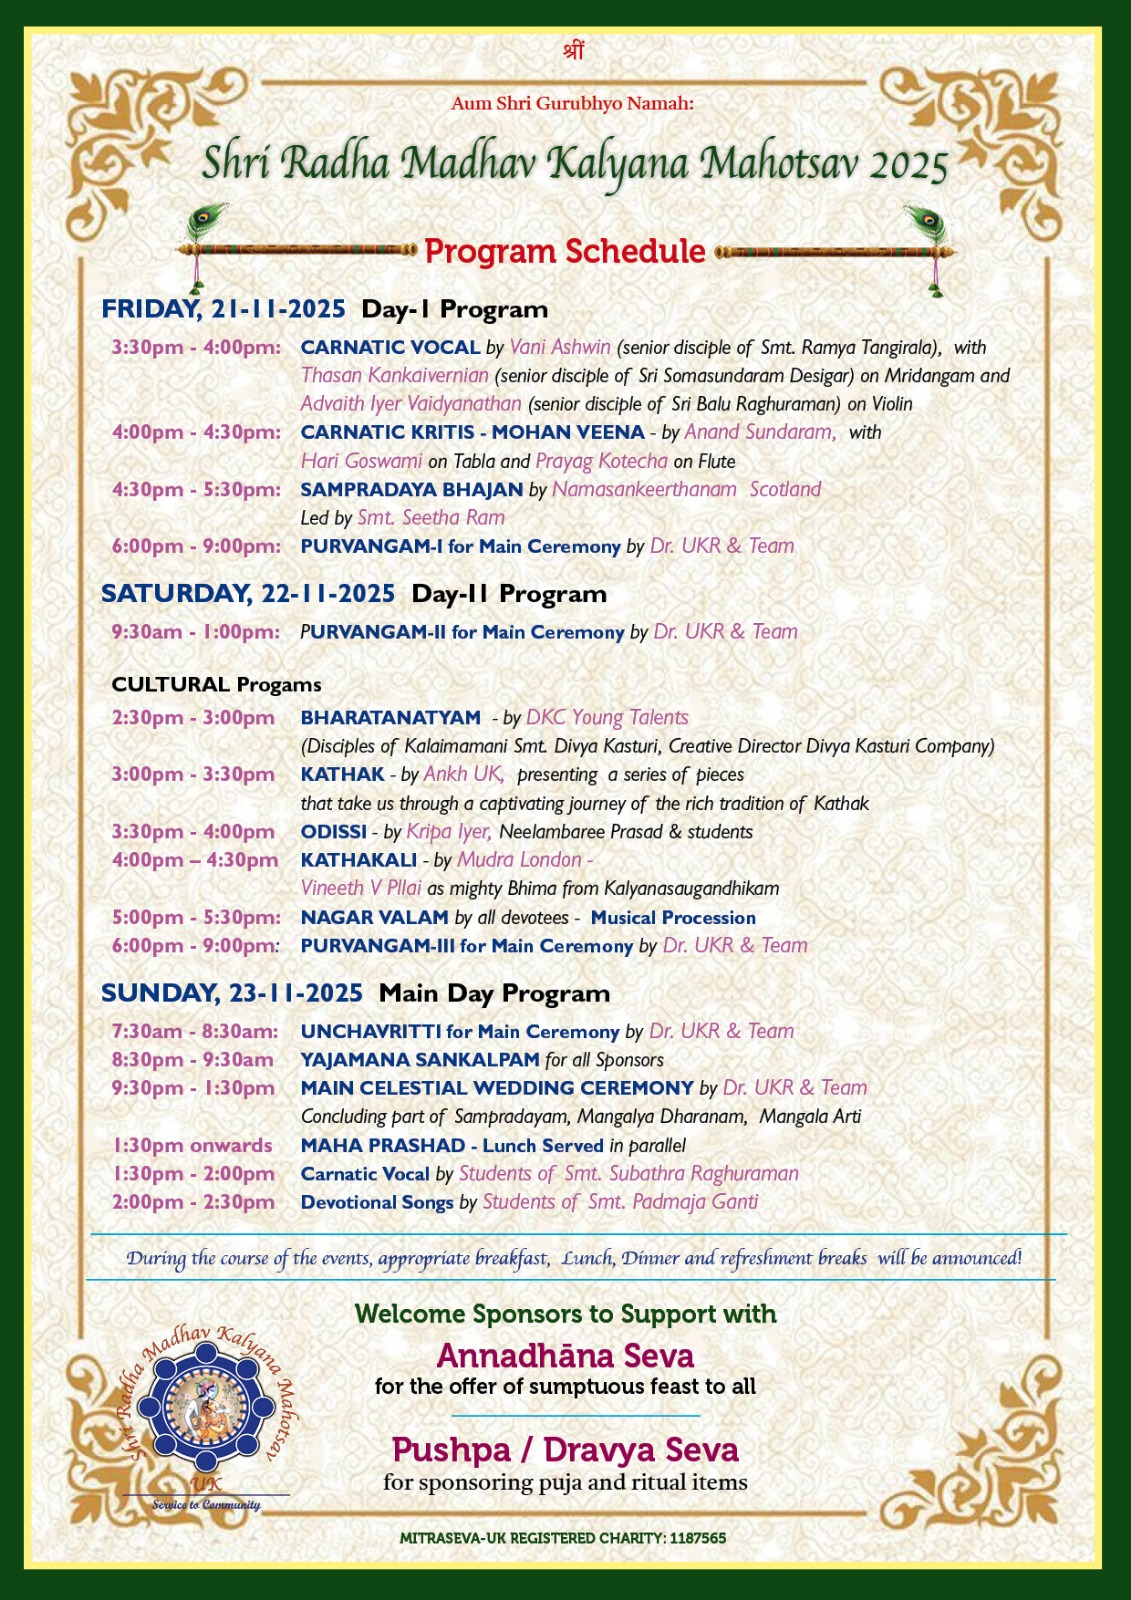 श्रीं
Aum Shri Gurubhyo Namah:
Shri Radha Madhav Kalyana Mahotsav 2025
Program Schedule
FRIDAY, 21-11-2025 Day-I Program
3:30pm - 4:00pm: CARNATIC VOCAL by Vani Ashwin (senior disciple of Smt. Ramya Tangirala), with
Thasan Kankaivernian (senior disciple of Sri Somasundaram Desigar) on Mridangam and
Advaith Iyer Vaidyanathan (senior disciple of Sri Balu Raghuraman) on Violin
4:00pm - 4:30pm: CARNATIC KRITIS - MOHAN VEENA - by Anand Sundaram, with
Hari Goswami on Tabla and Prayag Kotecha on Flute
4:30pm - 5:30pm: SAMPRADAYA BHAJAN by Namasankeerthanam Scotland
Led by Smt. Seetha Ram
6:00pm - 9:00pm: PURVANGAM-I for Main Ceremony by Dr. UKR & Team
SATURDAY, 22-11-2025 Day-II Program
9:30am - 1:00pm: PURVANGAM-II for Main Ceremony by Dr. UKR & Team
CULTURAL Progams
2:30pm - 3:00pm BHARATANATYAM - by DKC Young Talents
(Disciples of Kalaimamani Smt. Divya Kasturi, Creative Director Divya Kasturi Company)
3:00pm - 3:30pm KATHAK - by Ankh UK, presenting a series of pieces
that take us through a captivating journey of the rich tradition of Kathak
3:30pm - 4:00pm ODISSI - by Kripa Iyer, Neelambaree Prasad & students
4:00pm – 4:30pm KATHAKALI - by Mudra London -
Vineeth V Pllai as mighty Bhima from Kalyanasaugandhikam
5:00pm - 5:30pm: NAGAR VALAM by all devotees - Musical Procession
6:00pm - 9:00pm: PURVANGAM-III for Main Ceremony by Dr. UKR & Team
SUNDAY, 23-11-2025 Main Day Program
7:30am - 8:30am: UNCHAVRITTI for Main Ceremony by Dr. UKR & Team
8:30pm - 9:30am YAJAMANA SANKALPAM for all Sponsors
9:30pm - 1:30pm MAIN CELESTIAL WEDDING CEREMONY by Dr. UKR & Team
Concluding part of Sampradayam, Mangalya Dharanam, Mangala Arti
1:30pm onwards MAHA PRASHAD - Lunch Served in parallel
1:30pm - 2:00pm Carnatic Vocal by Students of Smt. Subathra Raghuraman
2:00pm - 2:30pm Devotional Songs by Students of Smt. Padmaja Ganti
During the course of the events, appropriate breakfast, Lunch, Dinner and refreshment breaks will be announced!
Welcome Sponsors to Support with
Annadhāna Seva
for the offer of sumptuous feast to all
Pushpa / Dravya Seva
for sponsoring puja and ritual items
Shri Radha Madhav Kalyana Mahotsav
UK
Service to Community
MITRASEVA-UK REGISTERED CHARITY: 1187565